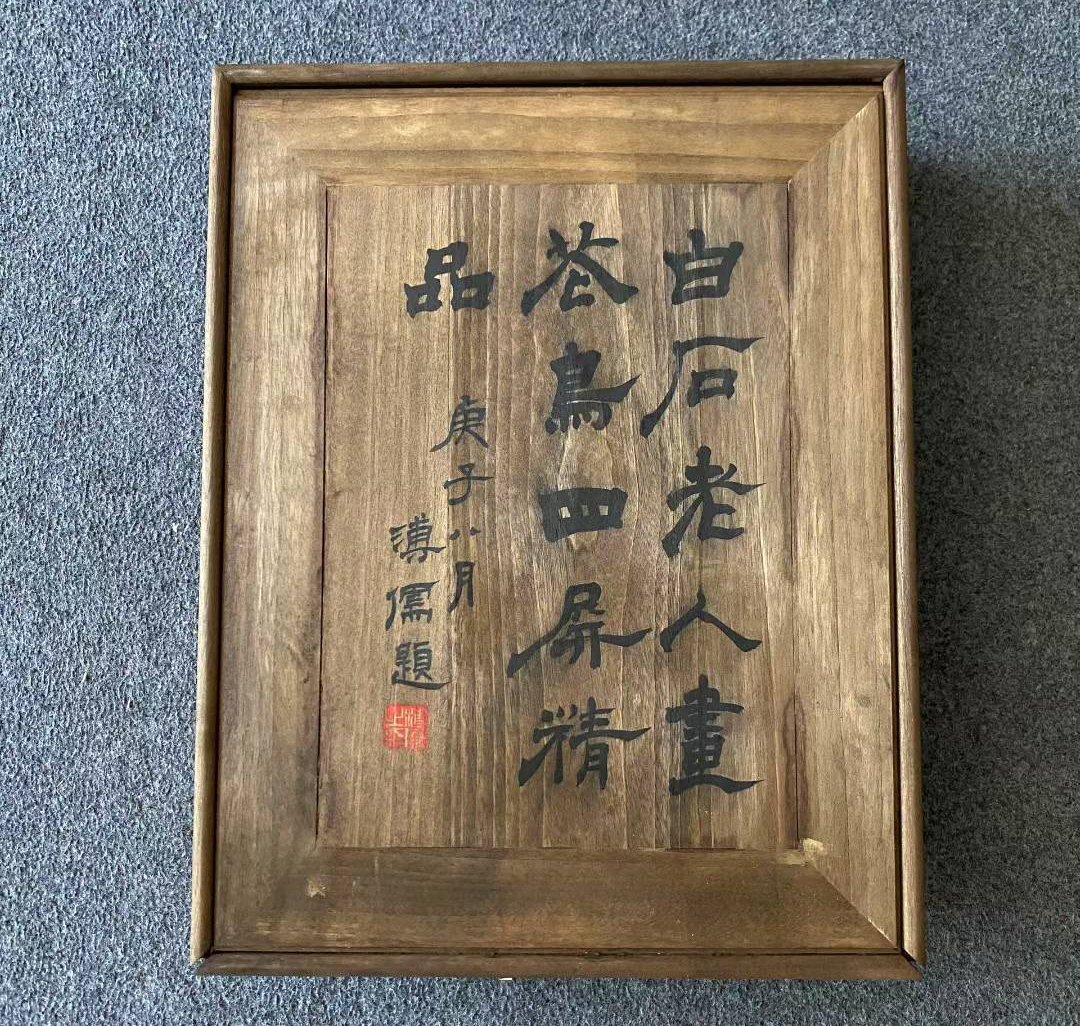 白石老人畫
花鳥四屏精
品
庚子八月
溥儒題